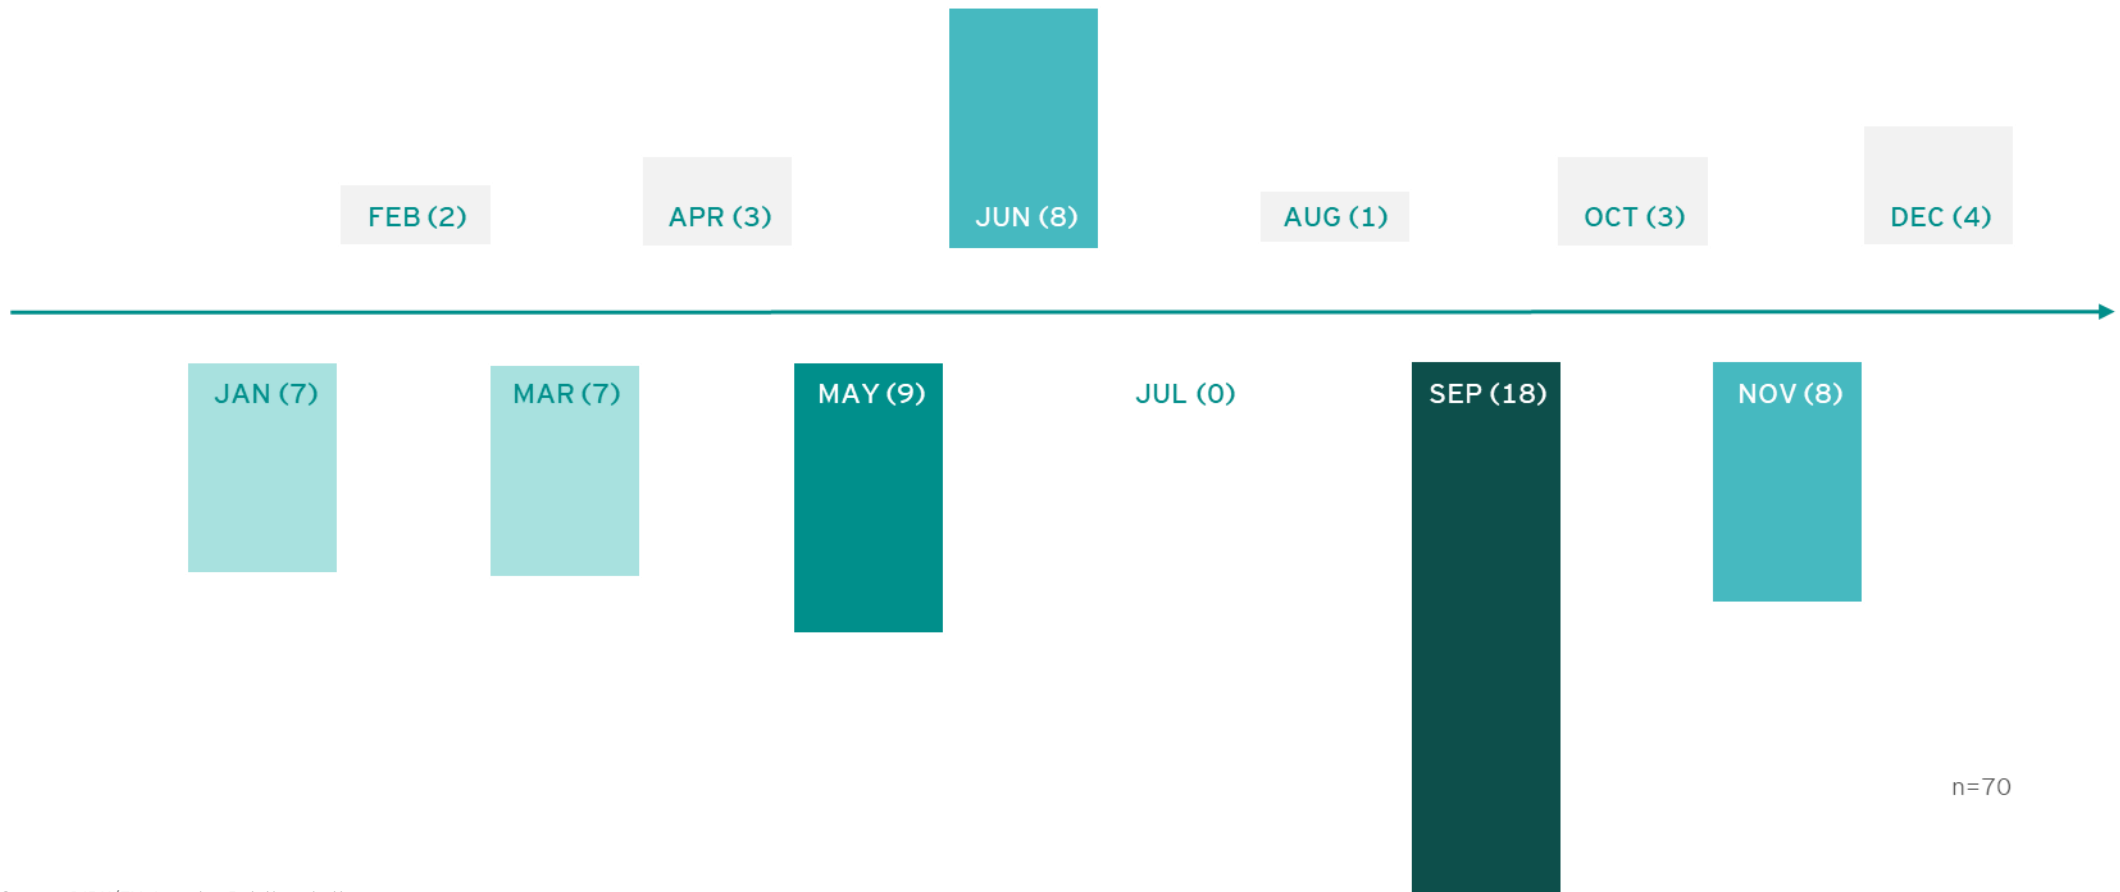 FEB (2)
APR (3)
JUN (8)
AUG (1)
OCT (3)
DEC (4)
JAN (7)
MAR (7)
MAY (9)
JUL (0)
SEP (18)
NOV (8)
n=70